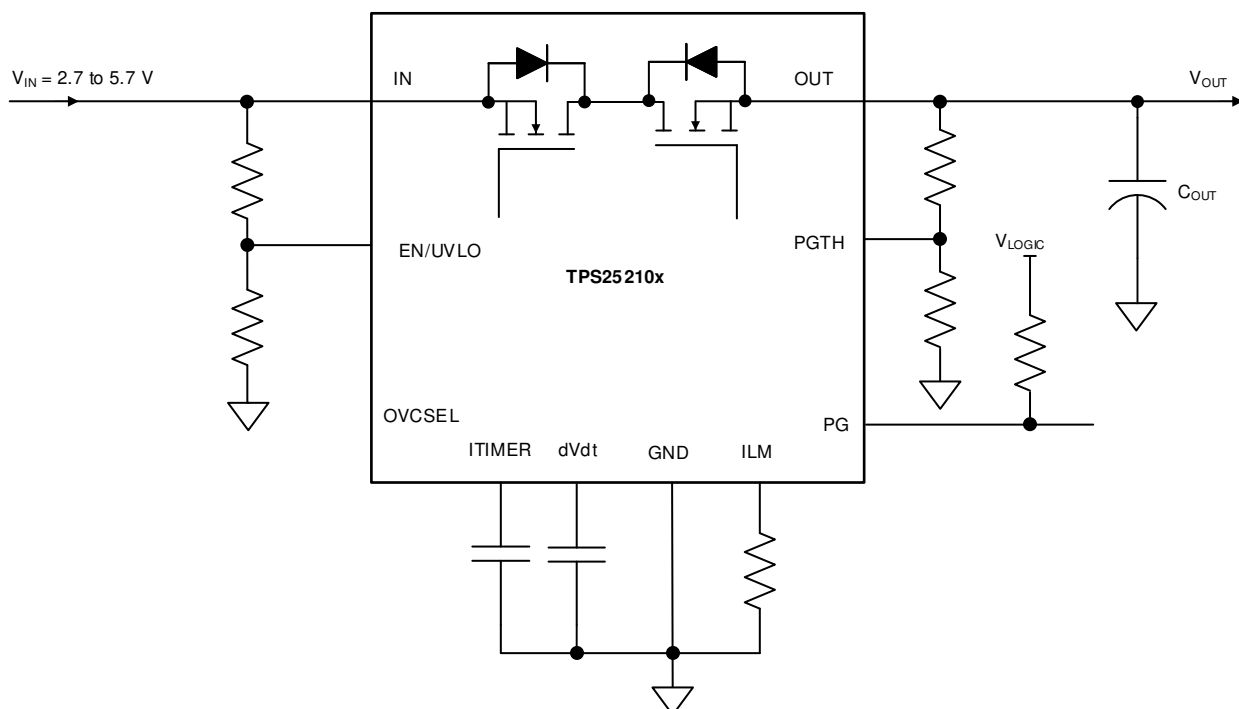 V_IN = 2.7 to 5.7 V
IN
OUT
V_OUT
C_OUT
EN/UVLO
PGTH
V_LOGIC
TPS25210x
OVCSEL
PG
ITIMER
dVdt
GND
ILM